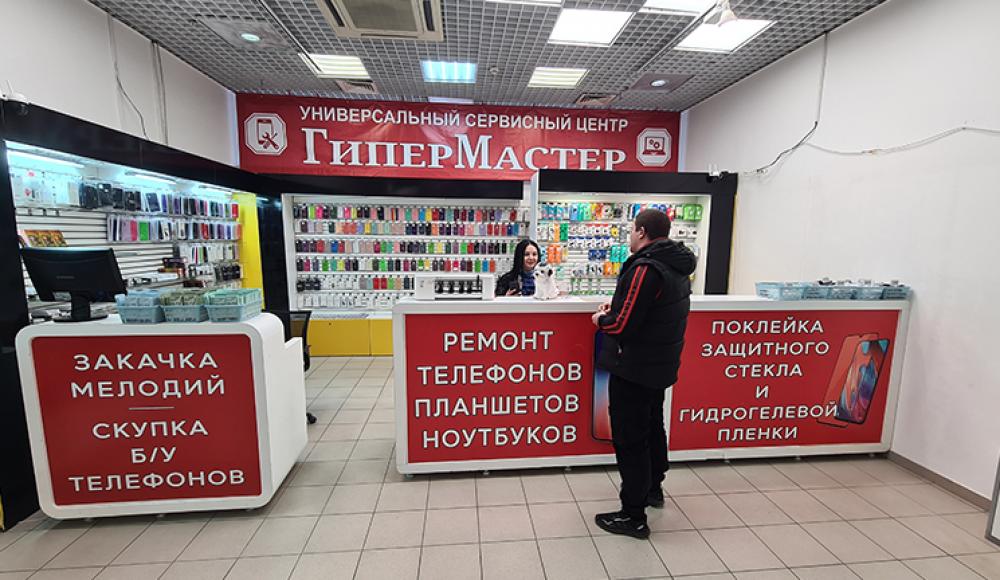 УНИВЕРСАЛЬНЫЙ СЕРВИСНЫЙ ЦЕНТР
ГИПЕРМАСТЕР
ЗАКАЧКА
МЕЛОДИЙ
СКУПКА
Б/У
ТЕЛЕФОНОВ
РЕМОНТ
ТЕЛЕФОНОВ
ПЛАНШЕТОВ
НОУТБУКОВ
ПОКЛЕЙКА
ЗАЩИТНОГО
СТЕКЛА
И
ГИДРОГЕЛЕВОЙ
ПЛЕНКИ